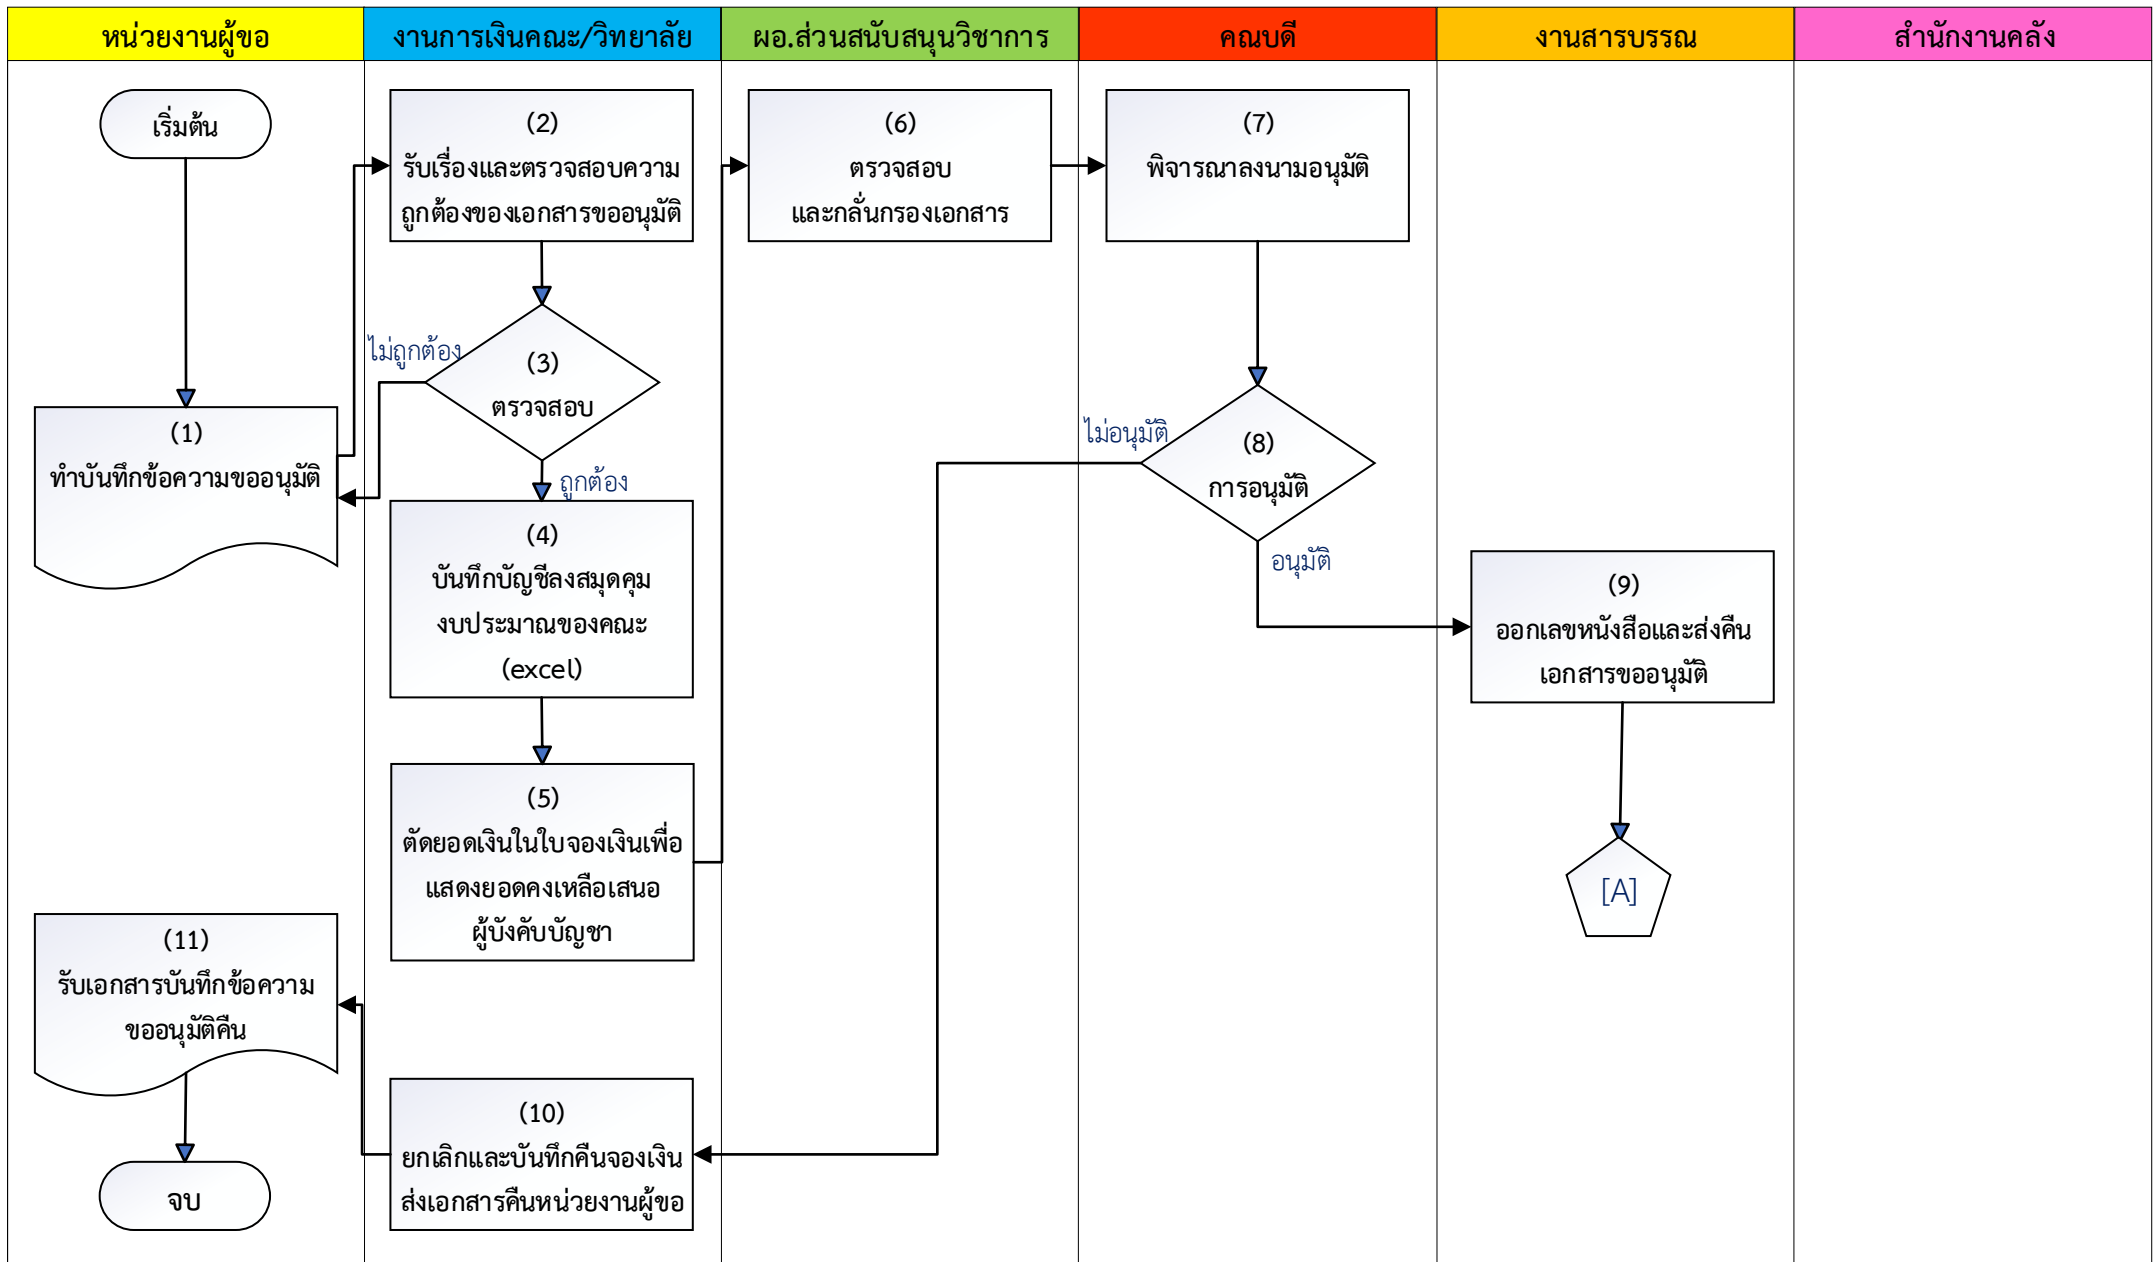 หน่วยงานผู้ขอ
งานการเงินคณะ/วิทยาลัย
ผอ.ส่วนสนับสนุนวิชาการ
คณบดี
งานสารบรรณ
สำนักงานคลัง
เริ่มต้น
(1)
ทำบันทึกข้อความขออนุมัติ
(2)
รับเรื่องและตรวจสอบความ
ถูกต้องของเอกสารขออนุมัติ
ไม่ถูกต้อง
(3)
ตรวจสอบ
ถูกต้อง
(4)
บันทึกบัญชีลงสมุดคุม
งบประมาณของคณะ
(excel)
(5)
ตัดยอดเงินในใบจองเงินเพื่อ
แสดงยอดคงเหลือเสนอ
ผู้บังคับบัญชา
(6)
ตรวจสอบ
และกลั่นกรองเอกสาร
(7)
พิจารณาลงนามอนุมัติ
ไม่อนุมัติ
(8)
การอนุมัติ
อนุมัติ
(9)
ออกเลขหนังสือและส่งคืน
เอกสารขออนุมัติ
[A]
(10)
ยกเลิกและบันทึกคืนจองเงิน
ส่งเอกสารคืนหน่วยงานผู้ขอ
(11)
รับเอกสารบันทึกข้อความ
ขออนุมัติคืน
จบ